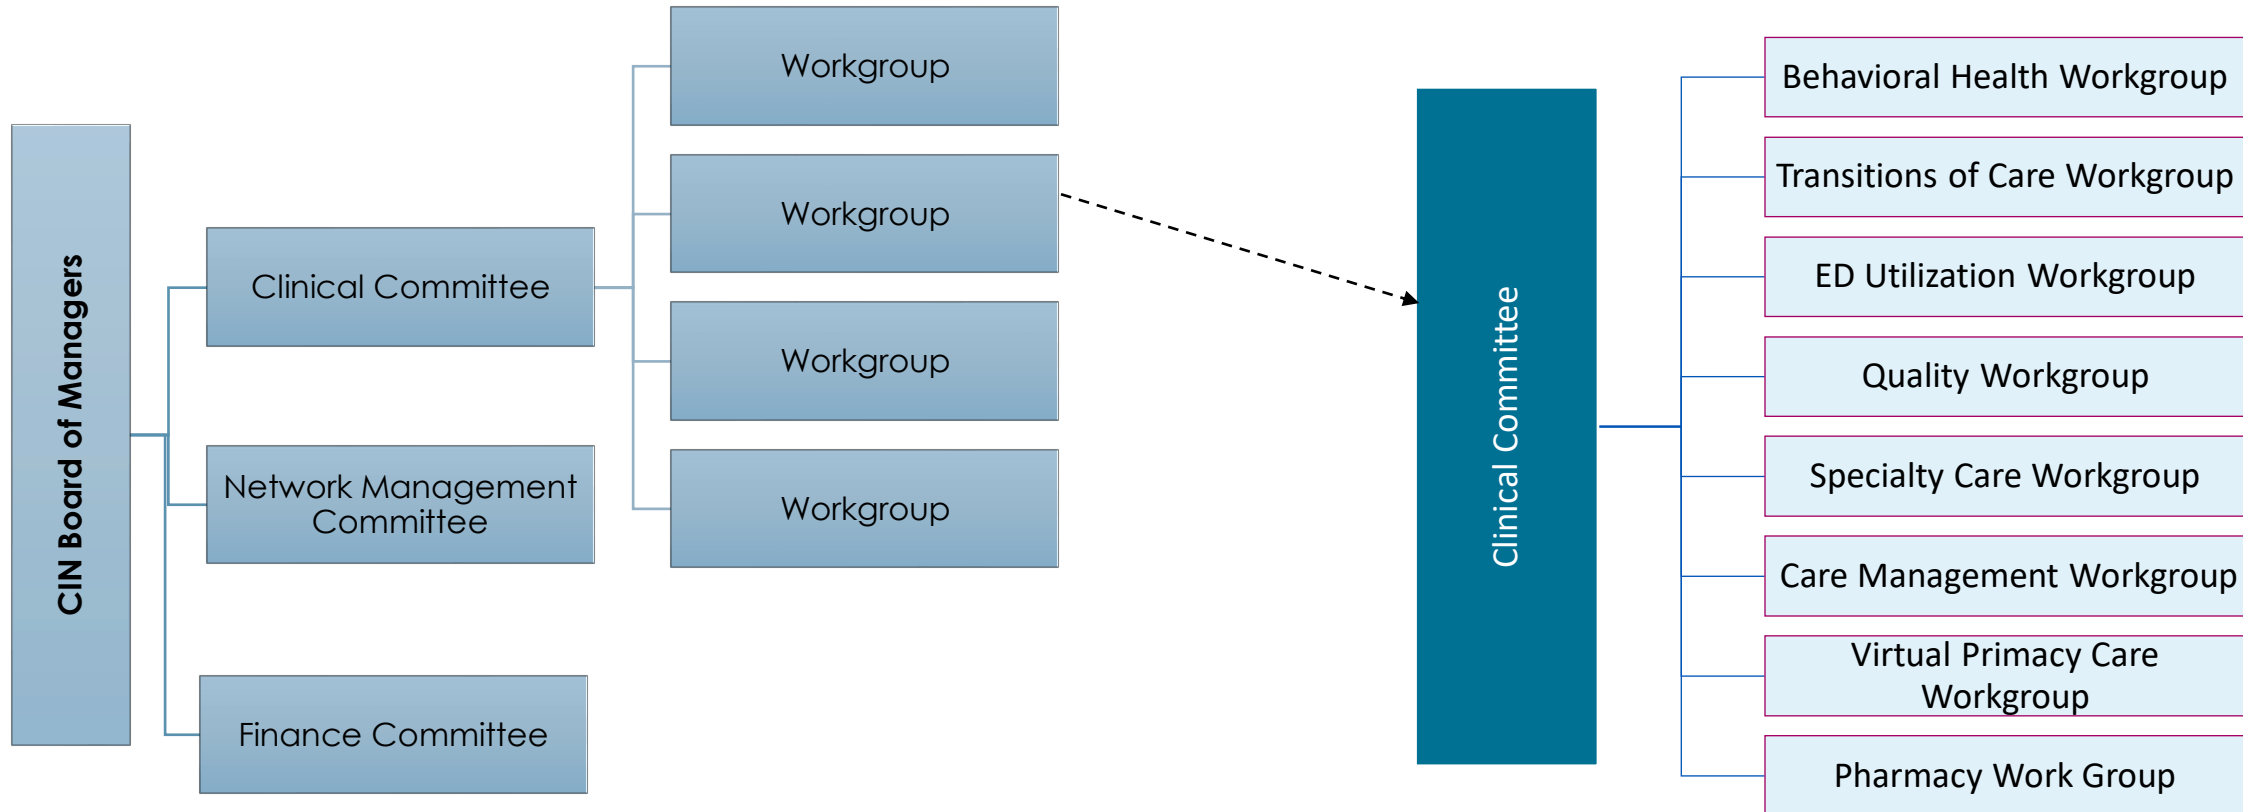 CIN Board of Managers
Clinical Committee
Network Management
Committee
Finance Committee
Workgroup
Workgroup
Workgroup
Workgroup
Clinical Committee
Behavioral Health Workgroup
Transitions of Care Workgroup
ED Utilization Workgroup
Quality Workgroup
Specialty Care Workgroup
Care Management Workgroup
Virtual Primacy Care
Workgroup
Pharmacy Work Group